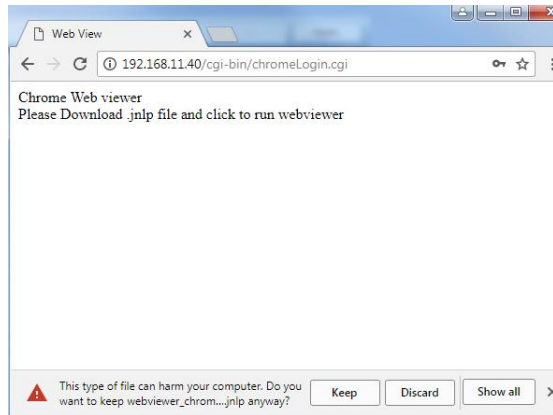 Web View
192.168.11.40/cgi-bin/chromeLogin.cgi
Chrome Web viewer
Please Download .jnlp file and click to run webviewer
This type of file can harm your computer. Do you
want to keep webviewer_chrom....jnlp anyway?
Keep
Discard
Show all